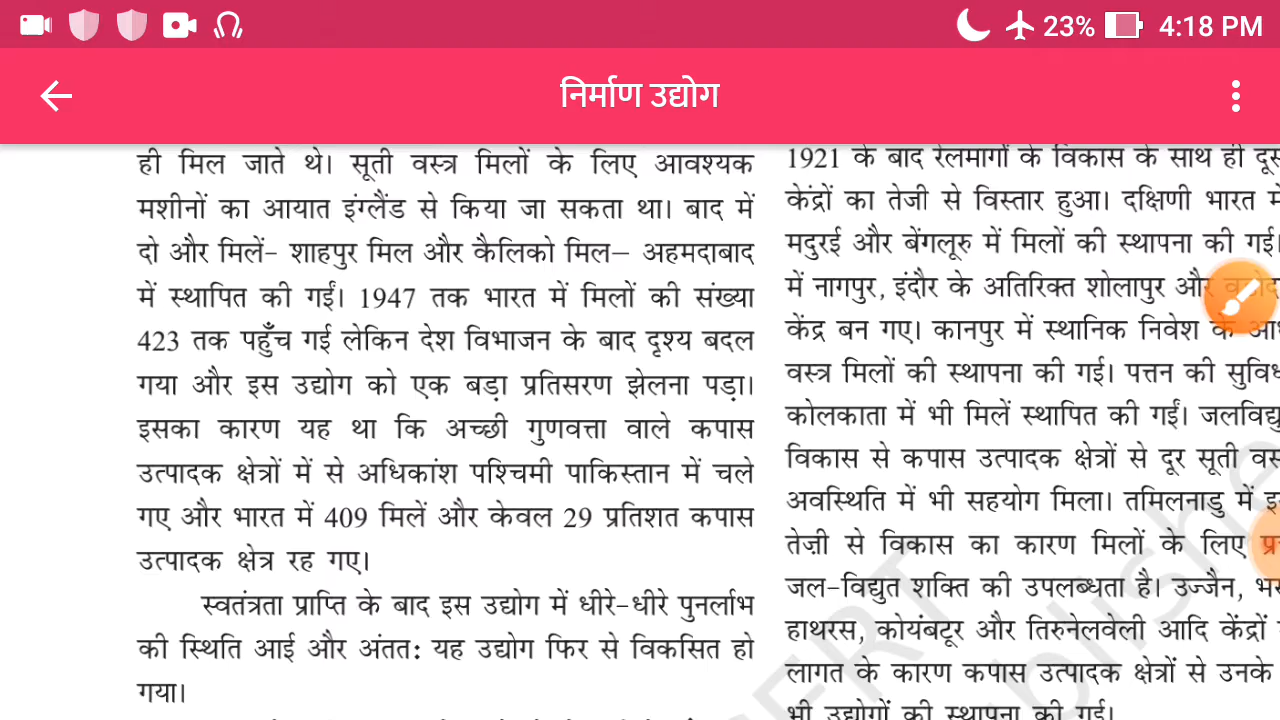 23% 4:18 PM
निर्माण उद्योग
ही मिल जाते थे। सूती वस्त्र मिलों के लिए आवश्यक
मशीनों का आयात इंग्लैंड से किया जा सकता था। बाद में
दो और मिलें- शाहपुर मिल और कैलिको मिल– अहमदाबाद
में स्थापित की गईं। 1947 तक भारत में मिलों की संख्या
423 तक पहुँच गई लेकिन देश विभाजन के बाद दृश्य बदल
गया और इस उद्योग को एक बड़ा प्रतिसरण झेलना पड़ा।
इसका कारण यह था कि अच्छी गुणवत्ता वाले कपास
उत्पादक क्षेत्रों में से अधिकांश पश्चिमी पाकिस्तान में चले
गए और भारत में 409 मिलें और केवल 29 प्रतिशत कपास
उत्पादक क्षेत्र रह गए।
स्वतंत्रता प्राप्ति के बाद इस उद्योग में धीरे-धीरे पुनर्लाभ
की स्थिति आई और अंतत: यह उद्योग फिर से विकसित हो
गया।
1921 के बाद रेलमार्गों के विकास के साथ ही
केंद्रों का तेजी से विस्तार हुआ। दक्षिणी भारत
मदुरई और बेंगलूरु में मिलों की स्थापना की गई।
में नागपुर, इंदौर के अतिरिक्त शोलापुर और
केंद्र बन गए। कानपुर में स्थानिक निवेश के
वस्त्र मिलों की स्थापना की गई। पत्तन की
कोलकाता में भी मिलें स्थापित की गईं।
विकास से कपास उत्पादक क्षेत्रों से दूर सूती
अवस्थिति में भी सहयोग मिला। तमिलनाडु में
तेज़ी से विकास का कारण मिलों के लिए
जल-विद्युत शक्ति की उपलब्धता है। उज्जैन,
हाथरस, कोयंबटूर और तिरुनेलवेली आदि केंद्रों
लागत के कारण कपास उत्पादक क्षेत्रों से उनके
भी उद्योगों की स्थापना की गई।